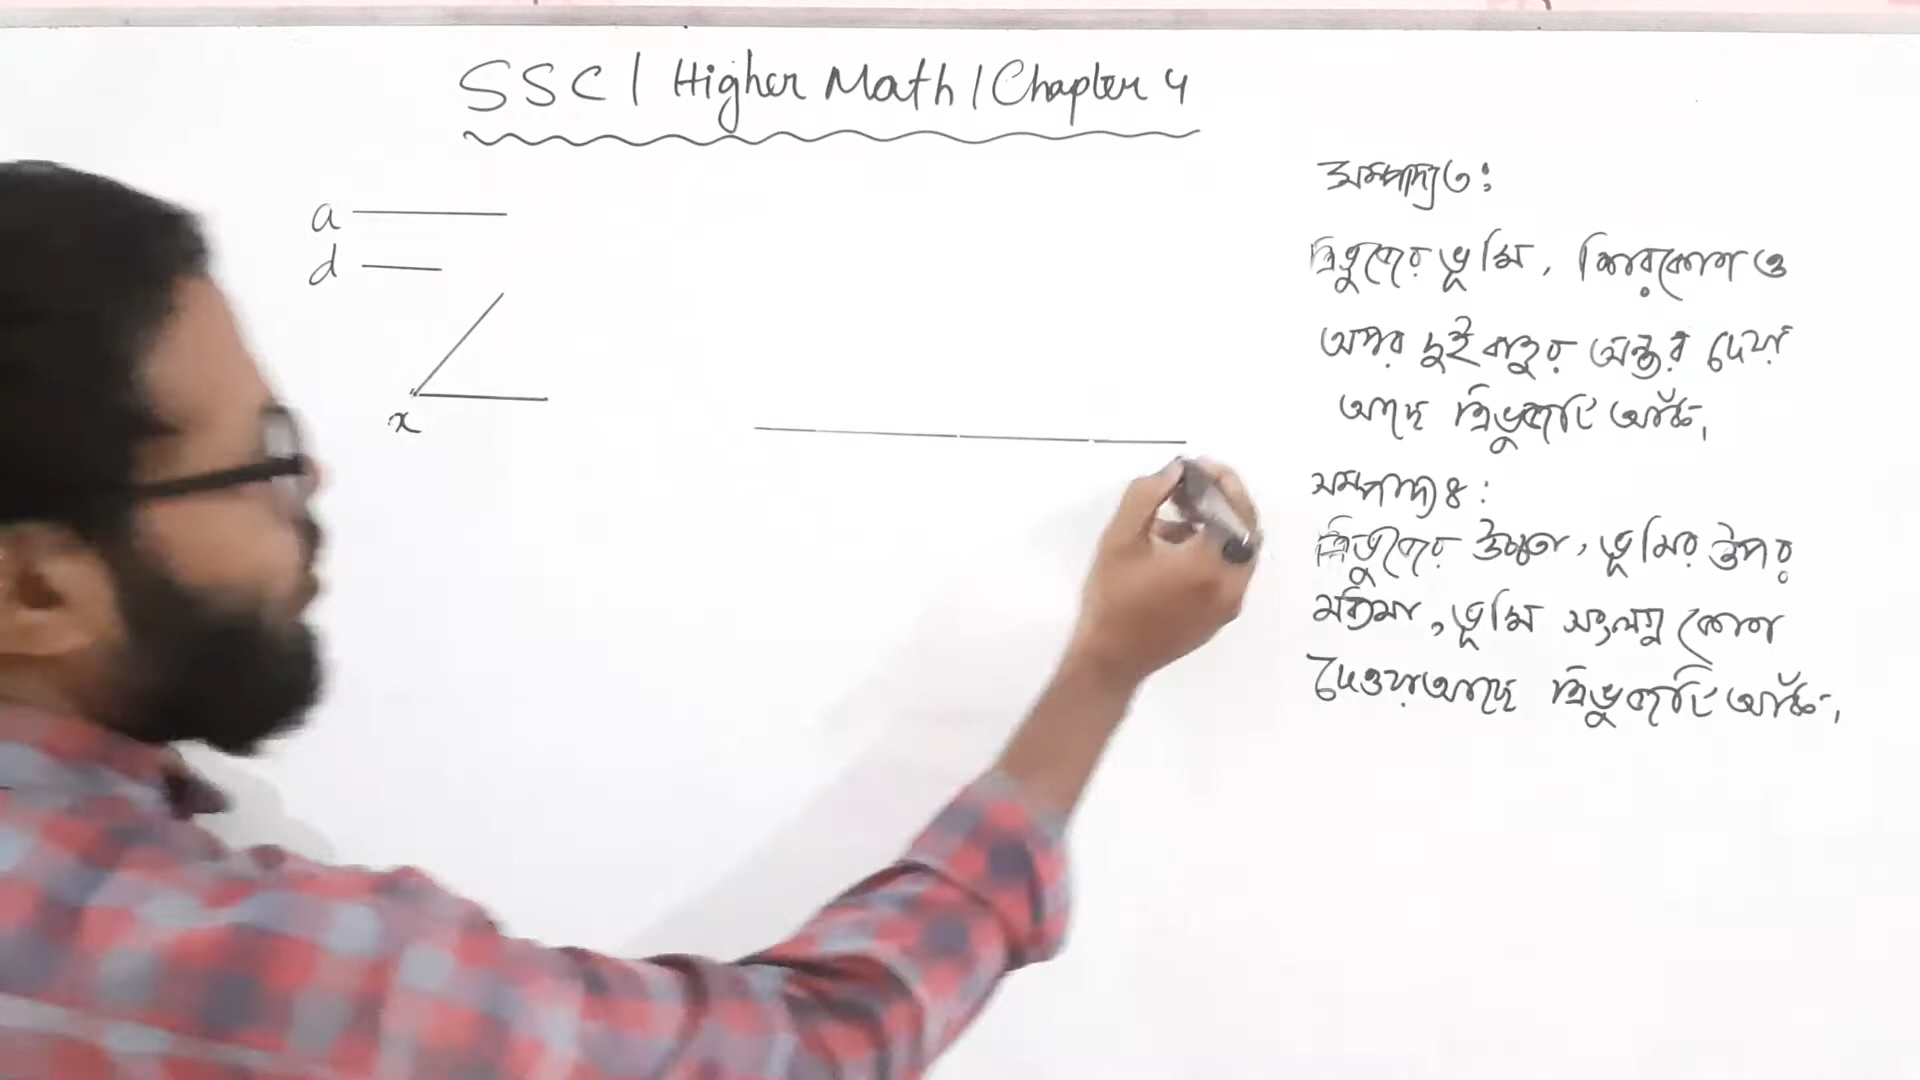 SSC | Higher Math | Chapter 4
a
d
x
সম্পাদ্য ৩ :
ত্রিভুজের ভূমি, শিরঃকোণ ও
অপর দুই বাহুর অন্তর দেয়া
আছে ত্রিভুজটি আঁক।
সম্পাদ্য ৪ :
ত্রিভুজের উচ্চতা, ভূমির উপর
মধ্যমা, ভূমি সংলগ্ন কোণ
দেওয়া আছে ত্রিভুজটি আঁক।